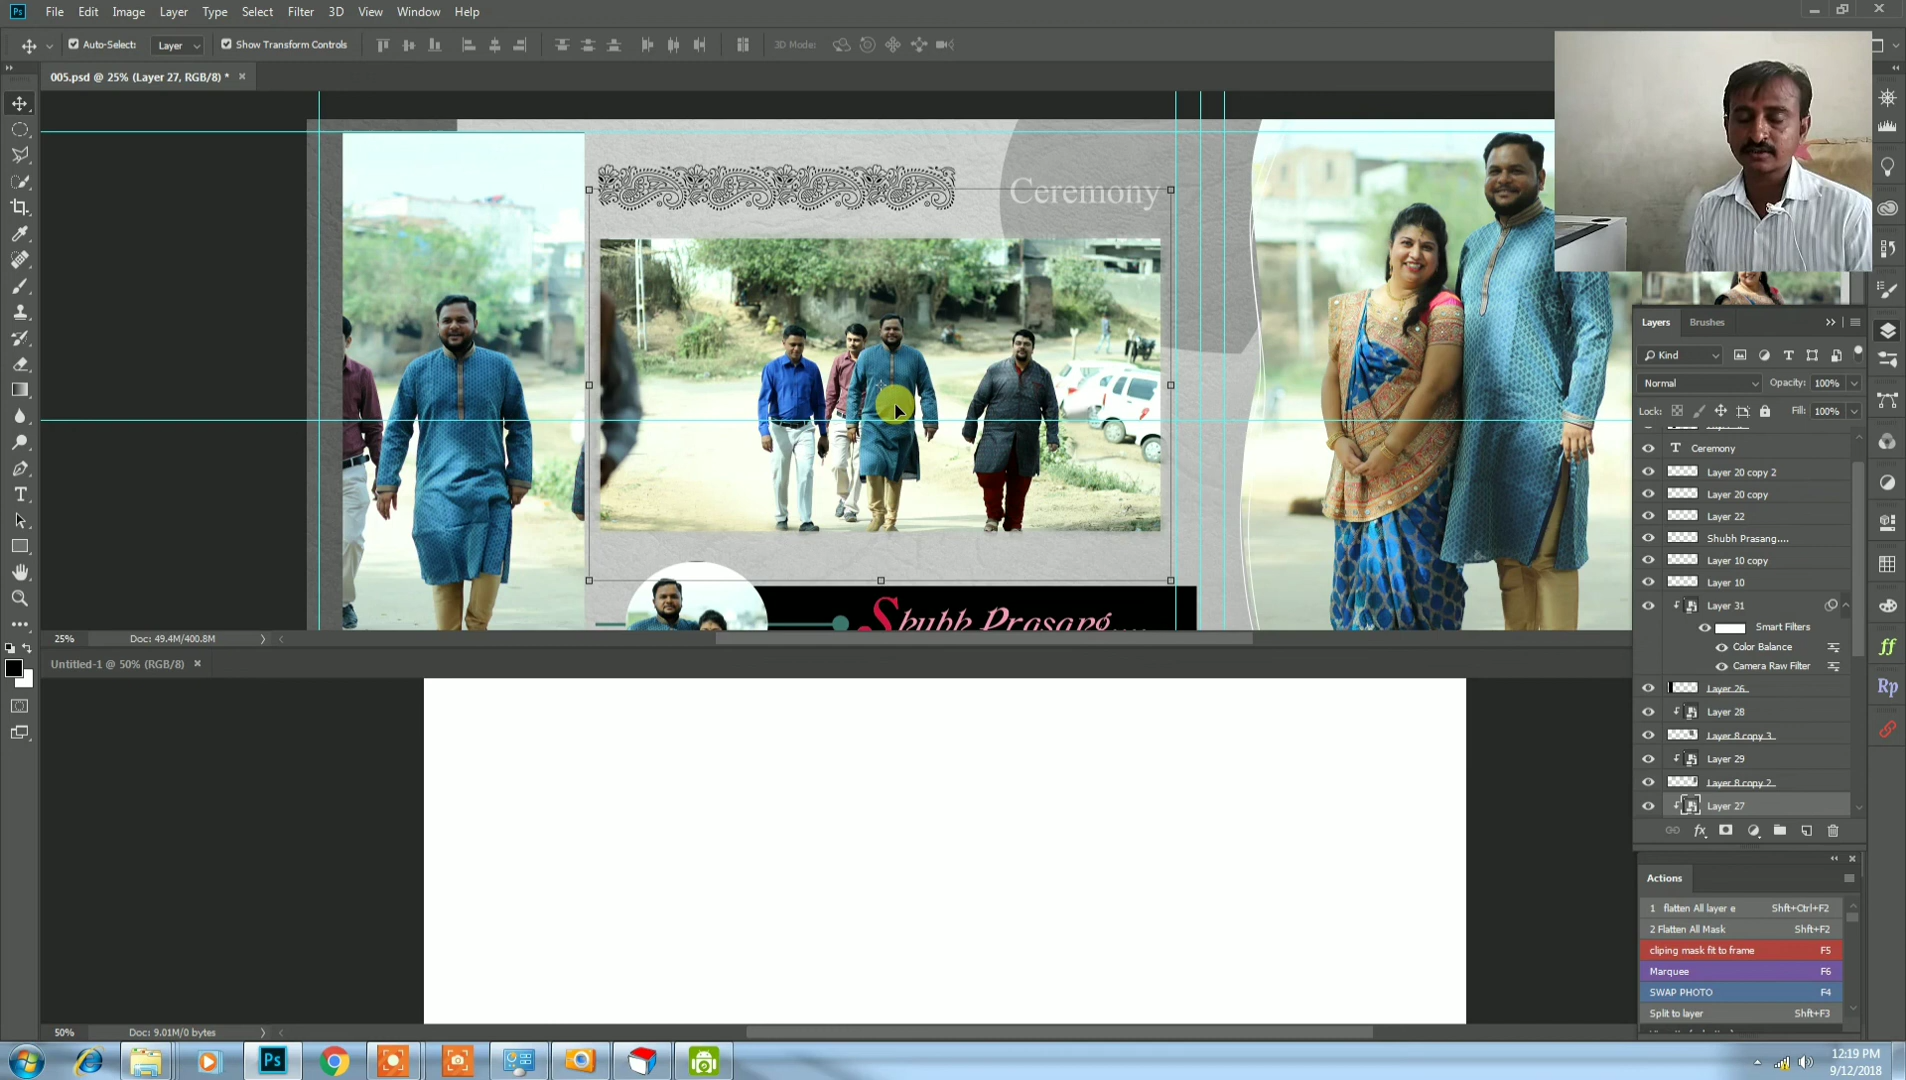 Ps File Edit Image Layer Type Select Filter 3D View Window Help
Auto-Select: Layer Show Transform Controls 3D Mode:
005.psd @ 25% (Layer 27, RGB/8) * ×
Ceremony
Shubh Prasang....
25% Doc: 49.4M/400.8M
Untitled-1 @ 50% (RGB/8) ×
50% Doc: 9.01M/0 bytes
Layers Brushes
Kind
Normal Opacity: 100%
Lock: Fill: 100%
T Ceremony
Layer 20 copy 2
Layer 20 copy
Layer 22
Shubh Prasang....
Layer 10 copy
Layer 10
Layer 31
Smart Filters
Color Balance
Camera Raw Filter
Layer 26
Layer 28
Layer 8 copy 3
Layer 29
Layer 8 copy 2
Layer 27
fx
Actions
1 flatten All layer e Shft+Ctrl+F2
2 Flatten All Mask Shft+F2
cliping mask fit to frame F5
Marquee F6
SWAP PHOTO F4
Split to layer Shft+F3
ff
Rp
Ps
12:19 PM
9/12/2018